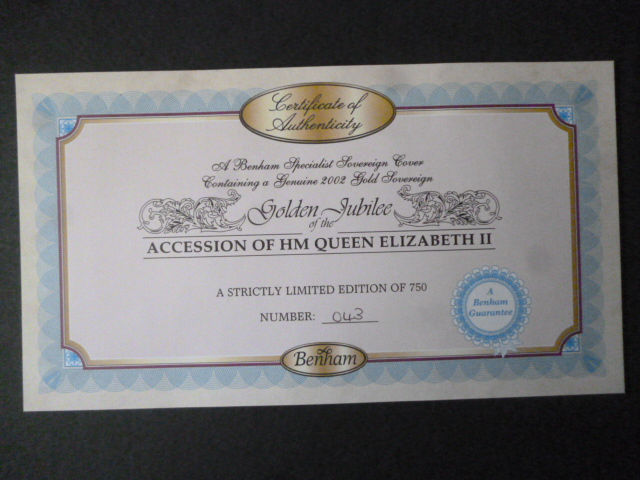 Certificate of
Authenticity
A Benham Specialist Sovereign Cover
Containing a Genuine 2002 Gold Sovereign
Golden Jubilee
of the
ACCESSION OF HM QUEEN ELIZABETH II
A STRICTLY LIMITED EDITION OF 750
NUMBER: 043
A
Benham
Guarantee
Benham